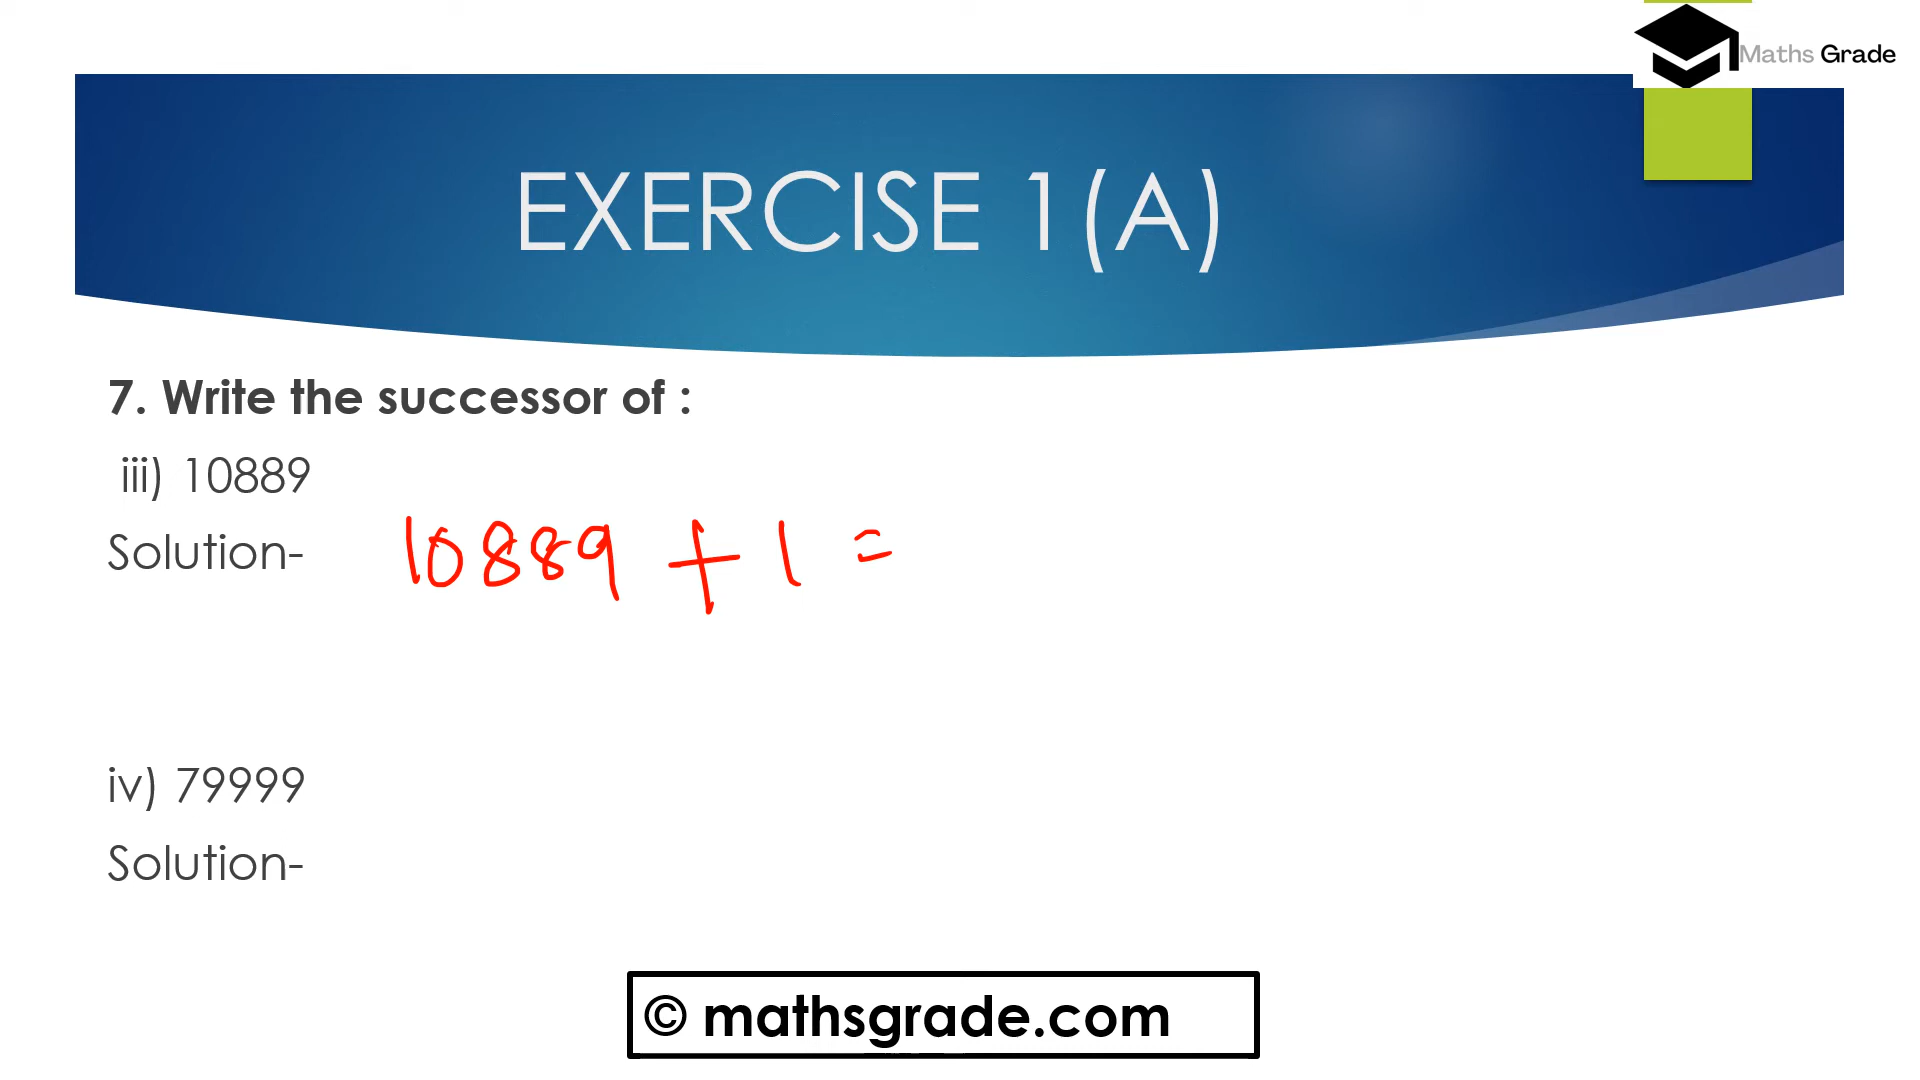 Maths Grade
EXERCISE 1(A)
7. Write the successor of :
iii) 10889
Solution- 10889 + 1 =
iv) 79999
Solution-
© mathsgrade.com